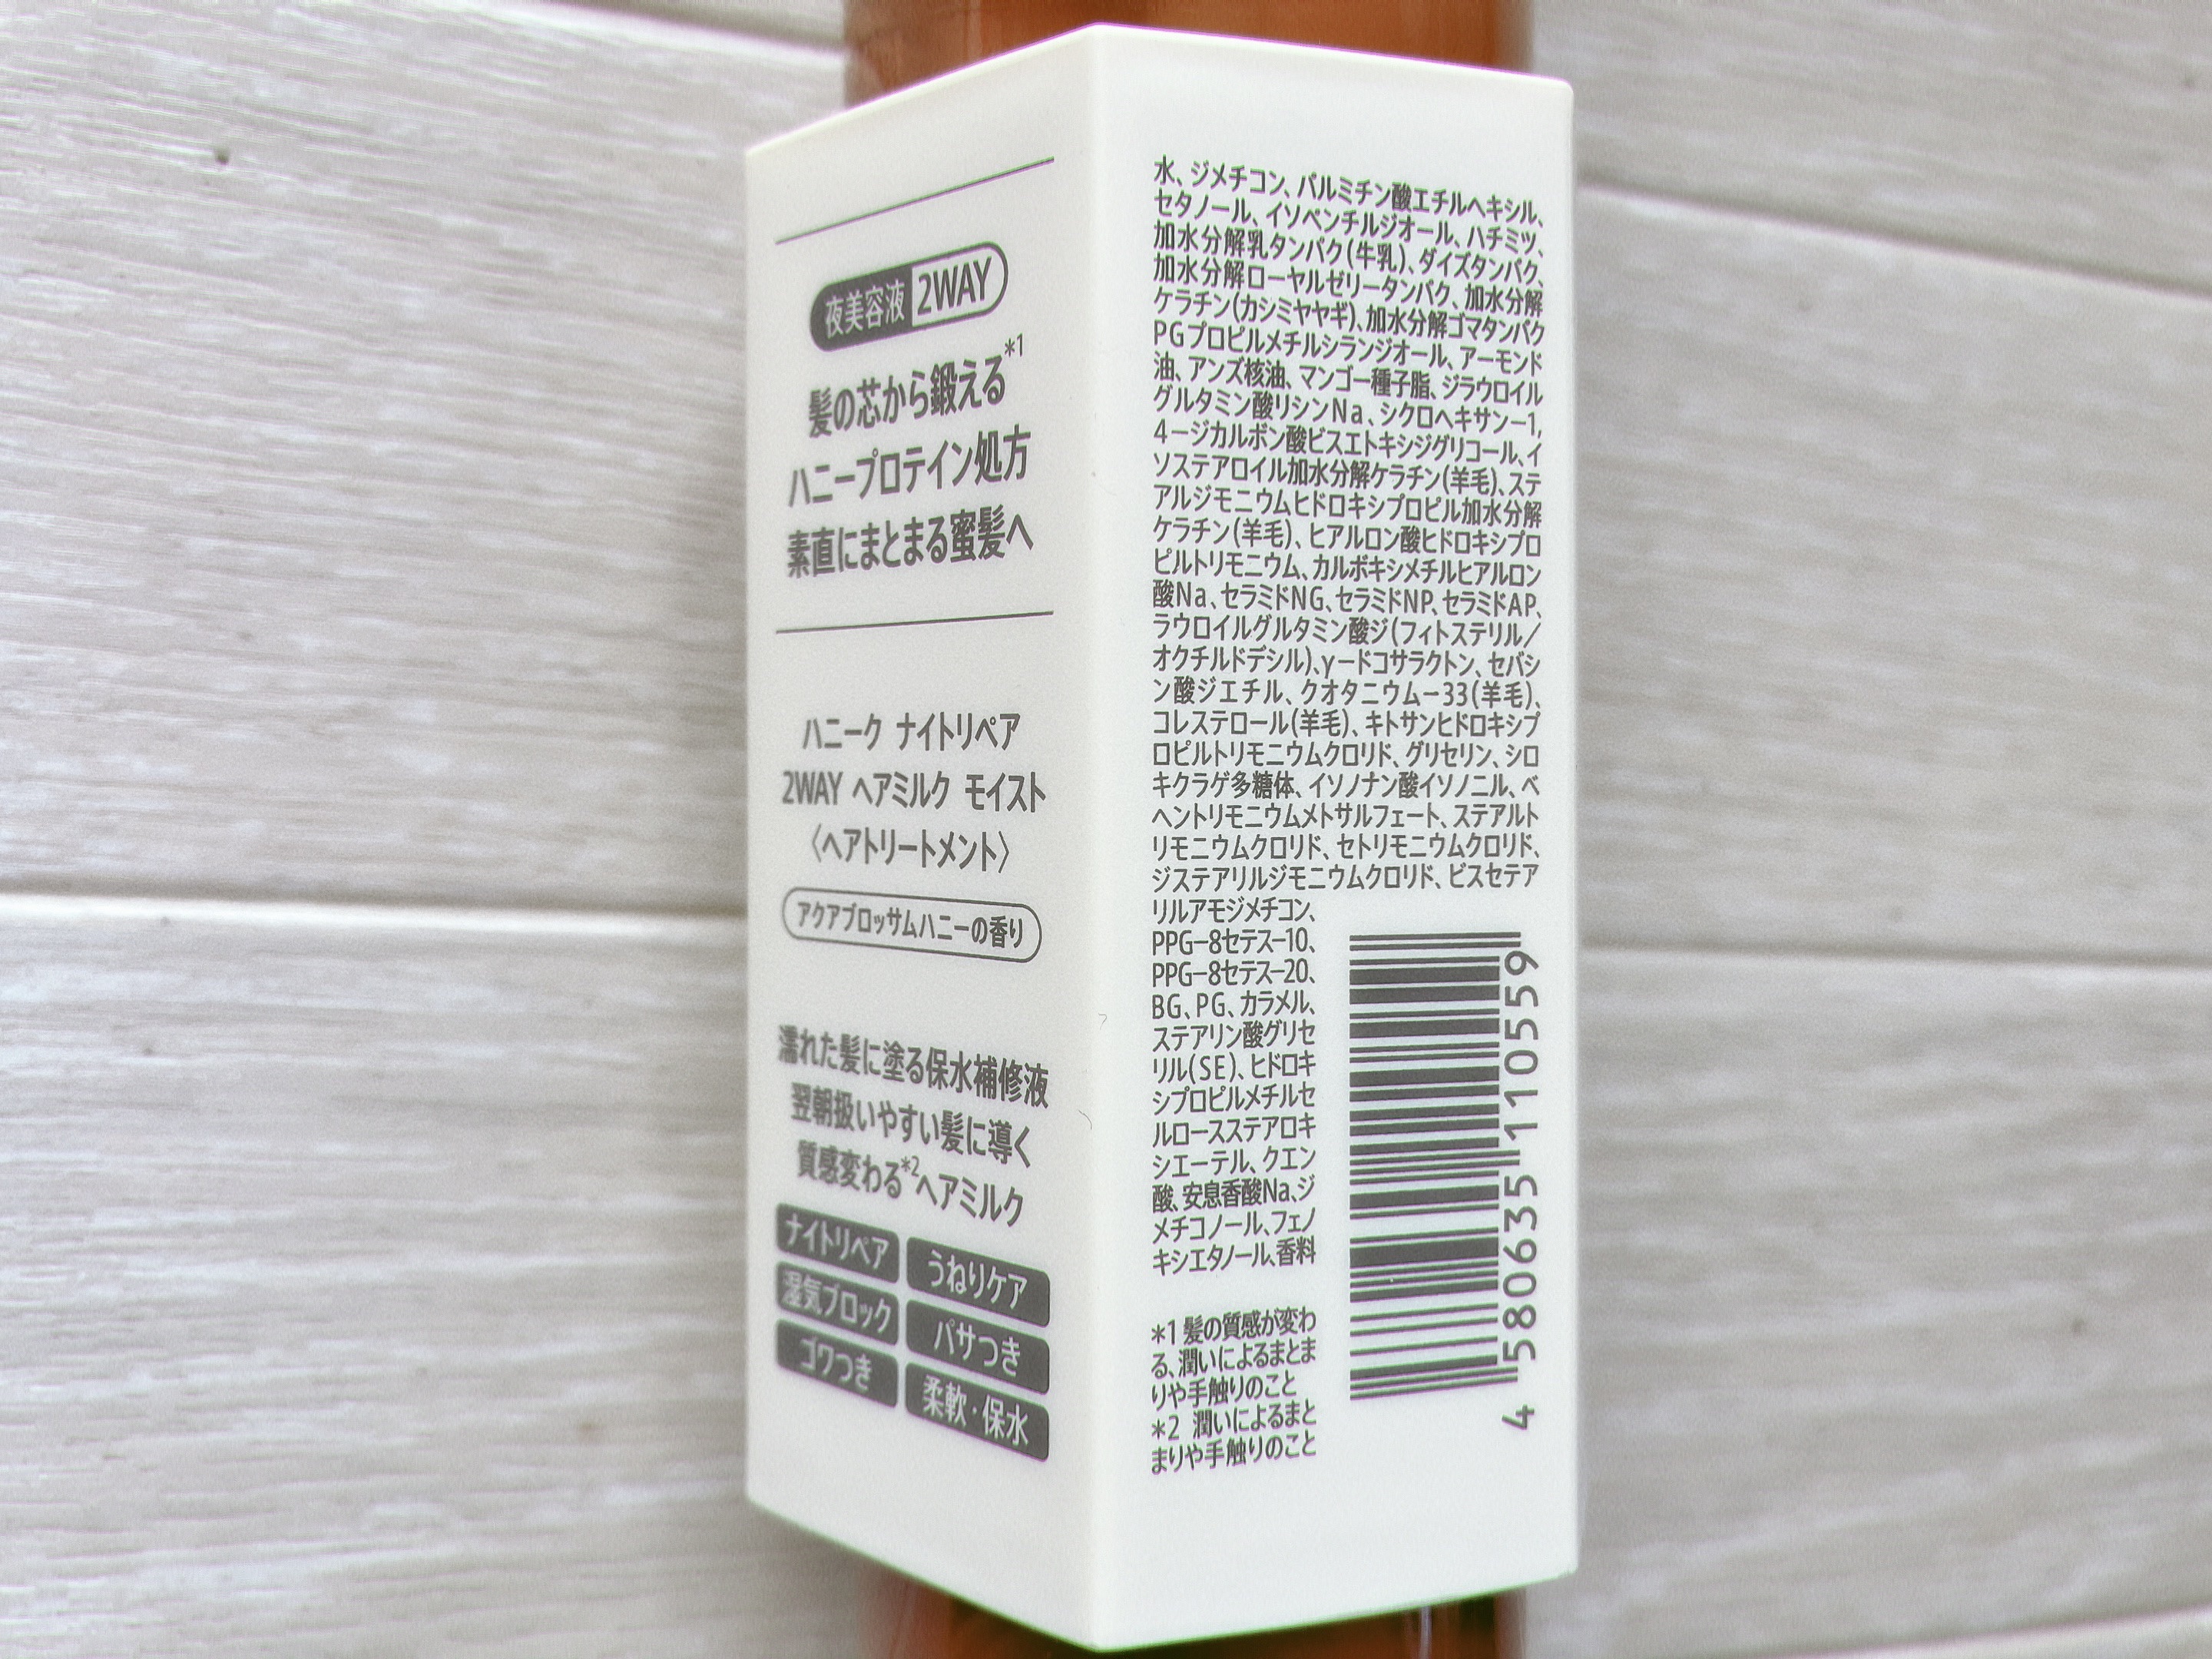 夜美容液 2WAY
髪の芯から鍛える*1
ハニープロテイン処方
素直にまとまる蜜髪へ
ハニーク ナイトリペア
2WAY ヘアミルク モイスト
〈ヘアトリートメント〉
アクアブロッサムハニーの香り
濡れた髪に塗る保水補修液
翌朝扱いやすい髪に導く
質感変わる*2ヘアミルク
ナイトリペア うねりケア
湿気ブロック パサつき
ゴワつき 柔軟・保水
水、ジメチコン、パルミチン酸エチルヘキシル、
セタノール、イソペンチルジオール、ハチミツ、
加水分解乳タンパク(牛乳)、ダイズタンパク、
加水分解ローヤルゼリータンパク、加水分解
ケラチン(カシミヤヤギ)、加水分解ゴマタンパク
PGプロピルメチルシランジオール、アーモンド
油、アンズ核油、マンゴー種子脂、ジラウロイル
グルタミン酸リシンNa、シクロヘキサン-1,
4-ジカルボン酸ビスエトキシジグリコール、イ
ソステアロイル加水分解ケラチン(羊毛)、ステ
アルジモニウムヒドロキシプロピル加水分解
ケラチン(羊毛)、ヒアルロン酸ヒドロキシプロ
ピルトリモニウム、カルボキシメチルヒアルロン
酸Na、セラミドNG、セラミドNP、セラミドAP、
ラウロイルグルタミン酸ジ(フィトステリル/
オクチルドデシル)、γ-ドコサラクトン、セバシ
ン酸ジエチル、クオタニウム-33(羊毛)、
コレステロール(羊毛)、キトサンヒドロキシプ
ロピルトリモニウムクロリド、グリセリン、シロ
キクラゲ多糖体、イソノナン酸イソノニル、ベ
ヘントリモニウムメトサルフェート、ステアルト
リモニウムクロリド、セトリモニウムクロリド、
ジステアリルジモニウムクロリド、ビスセテア
リルアモジメチコン、
PPG-8セテス-10、
PPG-8セテス-20、
BG、PG、カラメル、
ステアリン酸グリセ
リル(SE)、ヒドロキ
シプロピルメチルセ
ルロースステアロキ
シエーテル、クエン
酸、安息香酸Na、ジ
メチコノール、フェノ
キシエタノール、香料
*1 髪の質感が変わ
る、潤いによるまとま
りや手触りのこと
*2 潤いによるまと
まりや手触りのこと
4 580635 110559